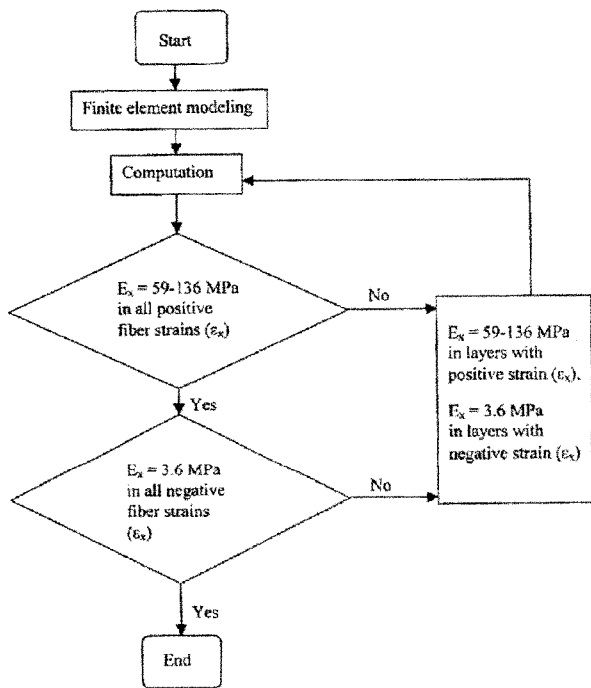 Start
Finite element modeling
Computation
Eₓ = 59-136 MPa
in all positive
fiber strains (εₓ)
No
Yes
Eₓ = 59-136 MPa
in layers with
positive strain (εₓ).
Eₓ = 3.6 MPa
in layers with
negative strain (εₓ)
Eₓ = 3.6 MPa
in all negative
fiber strains
(εₓ)
No
Yes
End